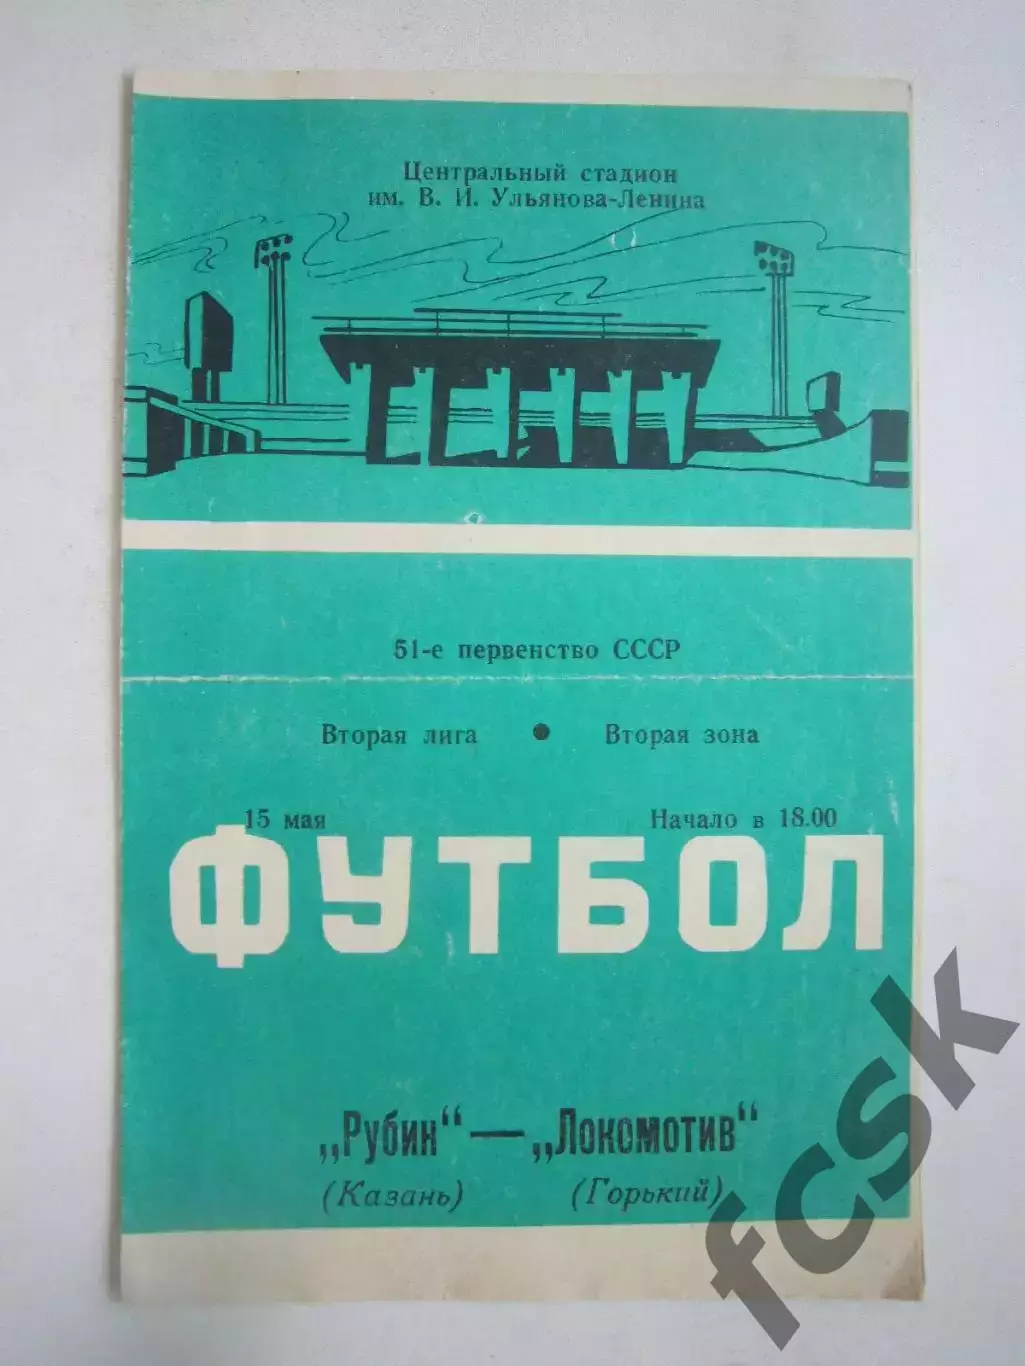 Центральный стадион
им. В. И. Ульянова-Ленина
51-е первенство СССР
Вторая лига ● Вторая зона
15 мая Начало в 18.00
ФУТБОЛ
„Рубин“ — „Локомотив“
(Казань) (Горький)
fcsk